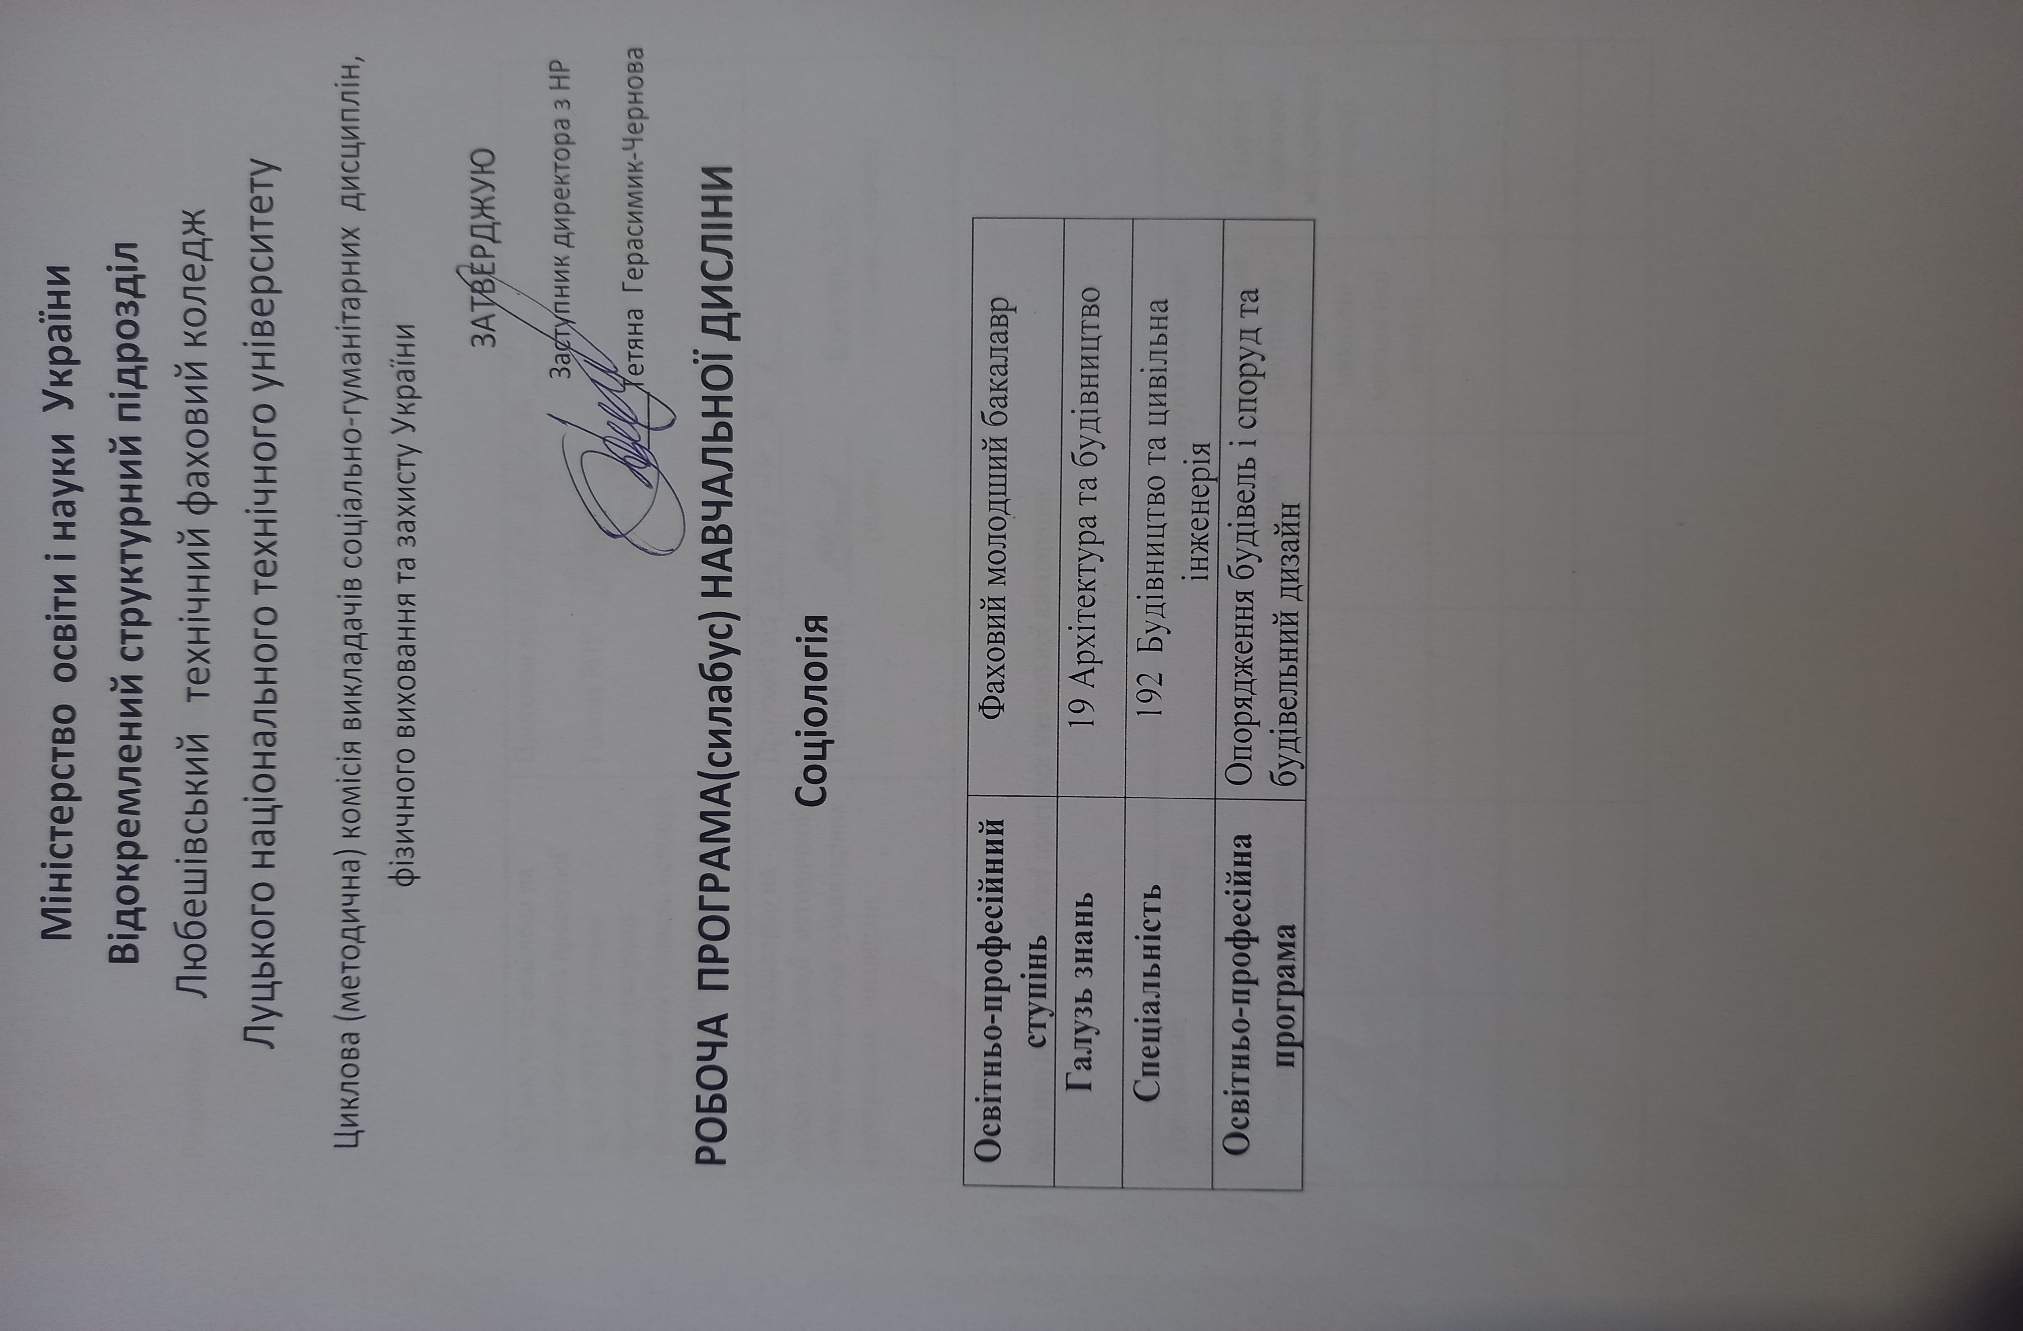 Міністерство освіти і науки України
Відокремлений структурний підрозділ
Любешівський технічний фаховий коледж
Луцького національного технічного університету
Циклова (методична) комісія викладачів соціально-гуманітарних дисциплін,
фізичного виховання та захисту України
ЗАТВЕРДЖУЮ
Заступник директора з НР
Тетяна Герасимик-Чернова
РОБОЧА ПРОГРАМА(силабус) НАВЧАЛЬНОЇ ДИСЛІНИ
Соціологія
Освітньо-професійний Фаховий молодший бакалавр
ступінь
Галузь знань 19 Архітектура та будівництво
Спеціальність 192 Будівництво та цивільна
інженерія
Освітньо-професійна Опорядження будівель і споруд та
програма будівельний дизайн